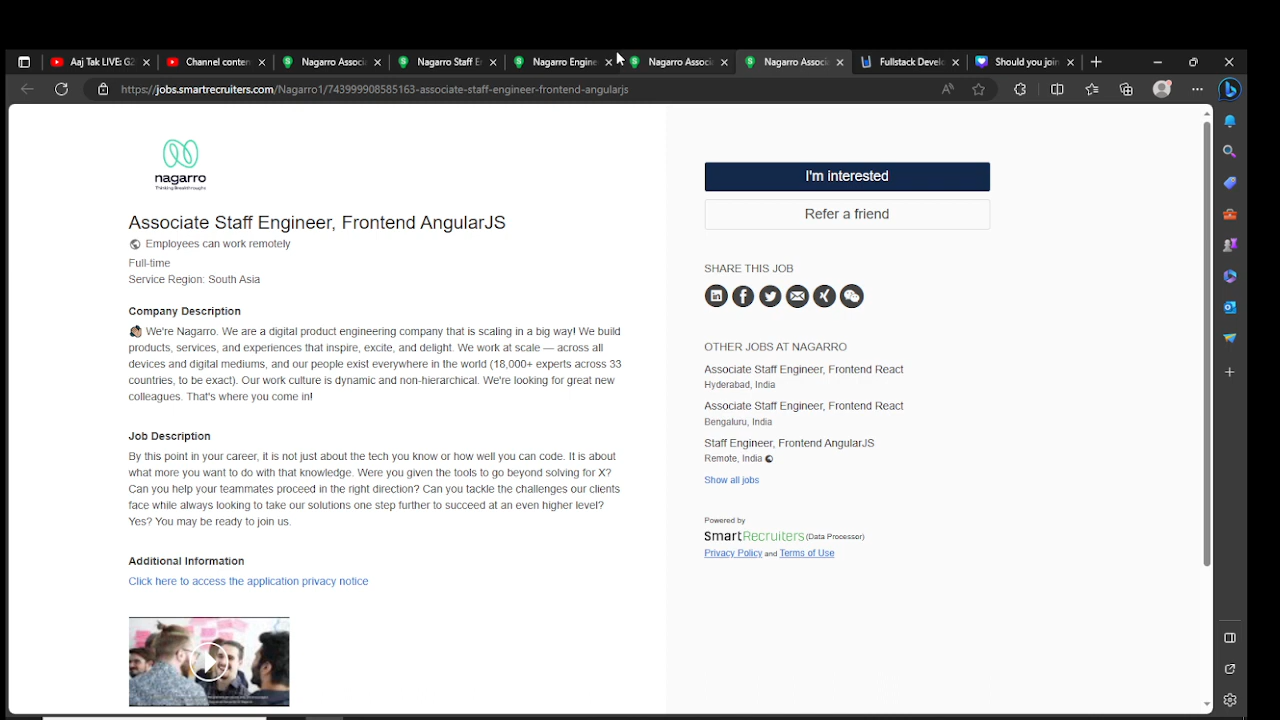 Aaj Tak LIVE: G2
Channel conten
Nagarro Associ
Nagarro Staff E
Nagarro Engine
Nagarro Associ
Nagarro Associ
Fullstack Devel
Should you join
https://jobs.smartrecruiters.com/Nagarro1/743999908585163-associate-staff-engineer-frontend-angularjs
nagarro
Thinking Breakthroughs
Associate Staff Engineer, Frontend AngularJS
Employees can work remotely
Full-time
Service Region: South Asia
Company Description
We're Nagarro. We are a digital product engineering company that is scaling in a big way! We build
products, services, and experiences that inspire, excite, and delight. We work at scale — across all
devices and digital mediums, and our people exist everywhere in the world (18,000+ experts across 33
countries, to be exact). Our work culture is dynamic and non-hierarchical. We're looking for great new
colleagues. That's where you come in!
Job Description
By this point in your career, it is not just about the tech you know or how well you can code. It is about
what more you want to do with that knowledge. Were you given the tools to go beyond solving for X?
Can you help your teammates proceed in the right direction? Can you tackle the challenges our clients
face while always looking to take our solutions one step further to succeed at an even higher level?
Yes? You may be ready to join us.
Additional Information
Click here to access the application privacy notice
I'm interested
Refer a friend
SHARE THIS JOB
OTHER JOBS AT NAGARRO
Associate Staff Engineer, Frontend React
Hyderabad, India
Associate Staff Engineer, Frontend React
Bengaluru, India
Staff Engineer, Frontend AngularJS
Remote, India
Show all jobs
Powered by
SmartRecruiters (Data Processor)
Privacy Policy and Terms of Use